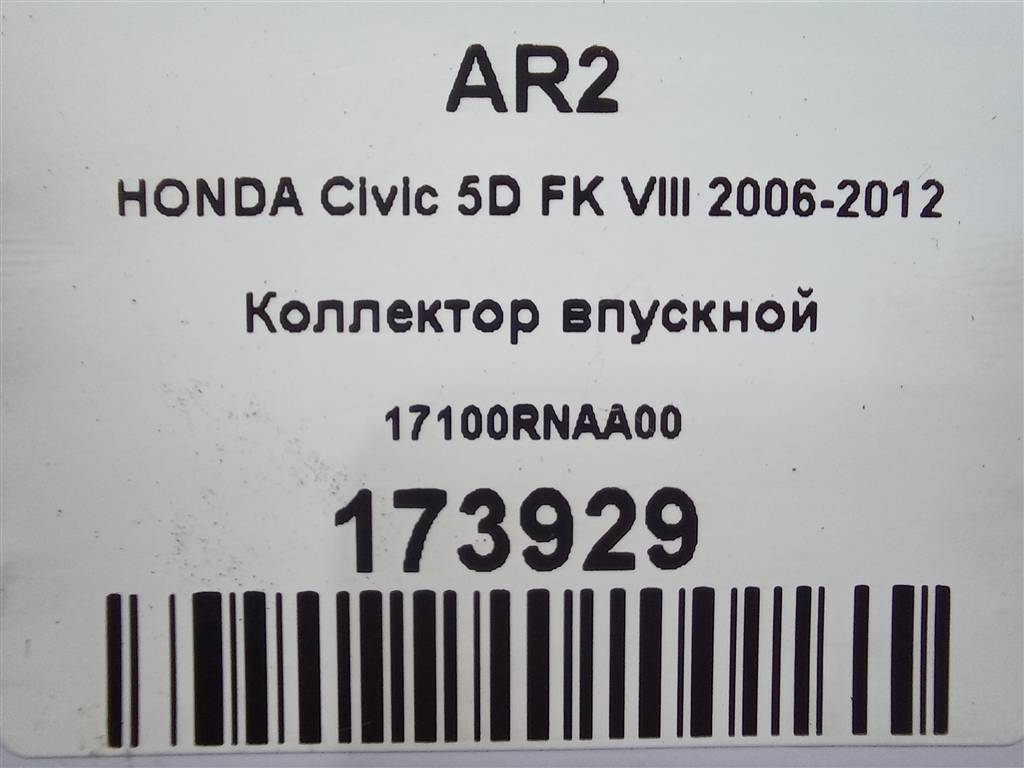 AR2
HONDA Civic 5D FK VIII 2006-2012
Коллектор впускной
17100RNAA00
173929